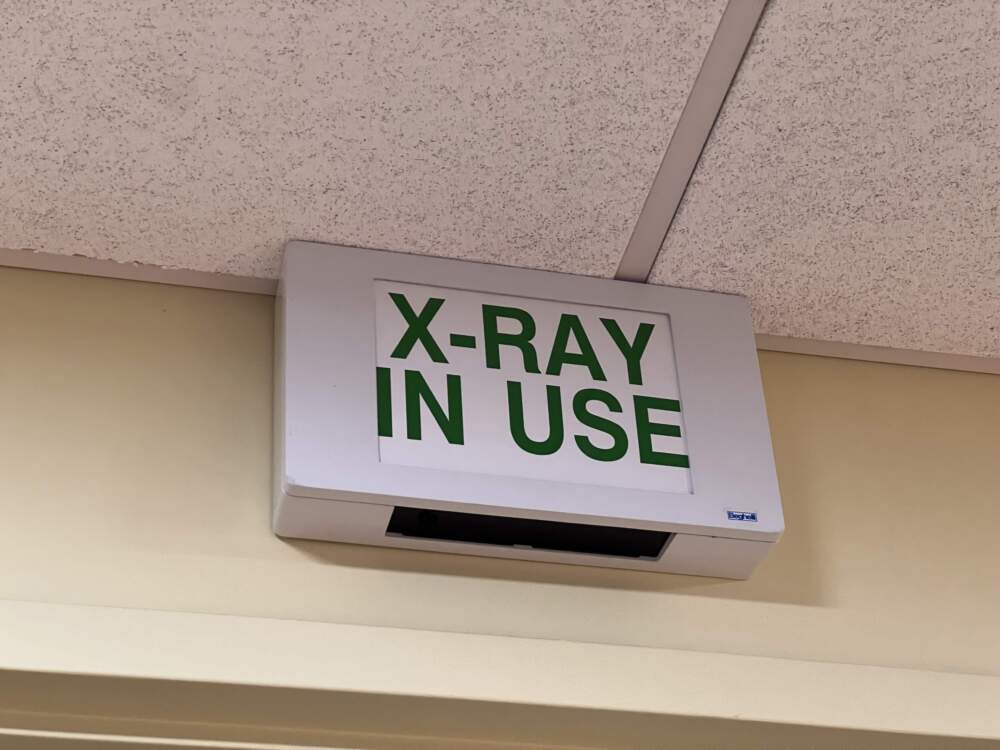 X-RAY
IN USE
Beghelli